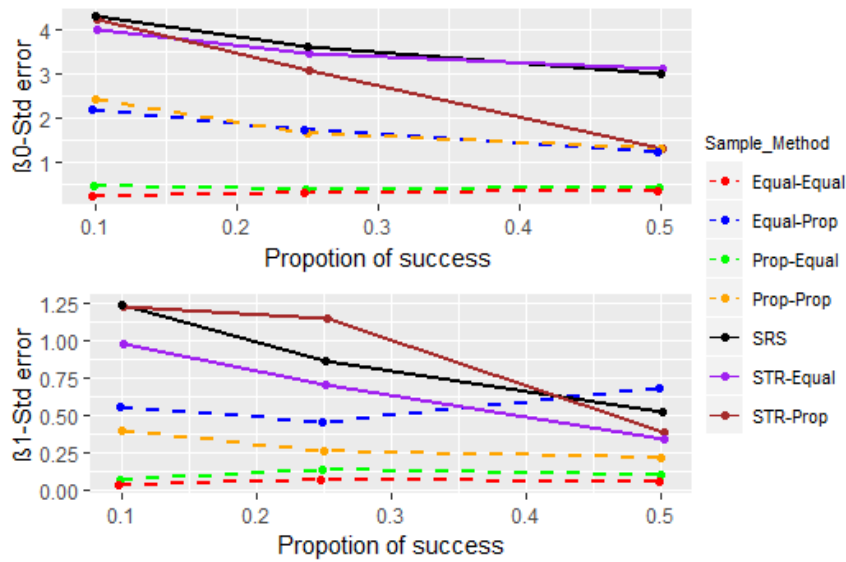 ß0-Std error
4
3
2
1
0.1 0.2 0.3 0.4 0.5
Propotion of success
ß1-Std error
1.25
1.00
0.75
0.50
0.25
0.00
0.1 0.2 0.3 0.4 0.5
Propotion of success
Sample_Method
Equal-Equal
Equal-Prop
Prop-Equal
Prop-Prop
SRS
STR-Equal
STR-Prop